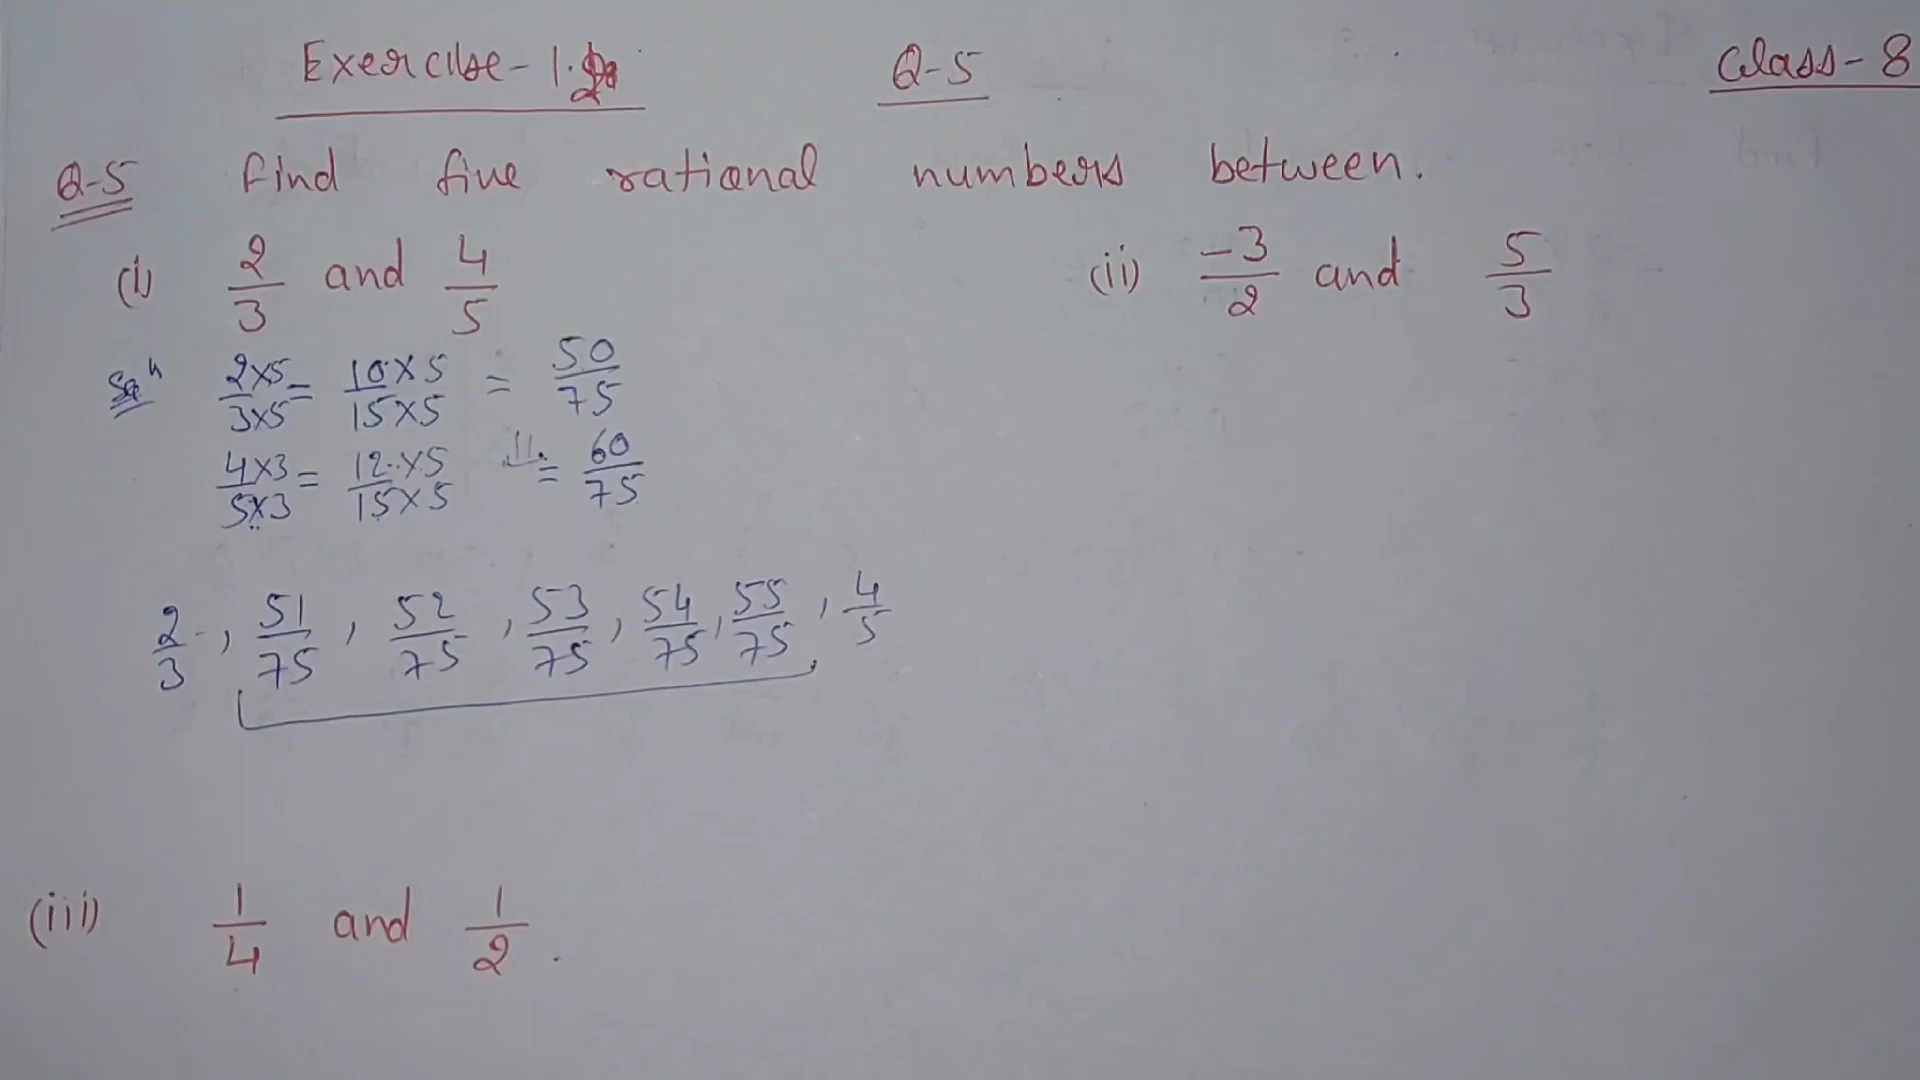 Exercise - 1.2 Q-5 Class - 8
Q-5 Find five rational numbers between.
(i) 2/3 and 4/5 (ii) -3/2 and 5/3
Solⁿ 2×5/3×5 = 10×5/15×5 = 50/75
4×3/5×3 = 12×5/15×5 = 60/75
2/3, 51/75, 52/75, 53/75, 54/75, 55/75, 4/5
(iii) 1/4 and 1/2.